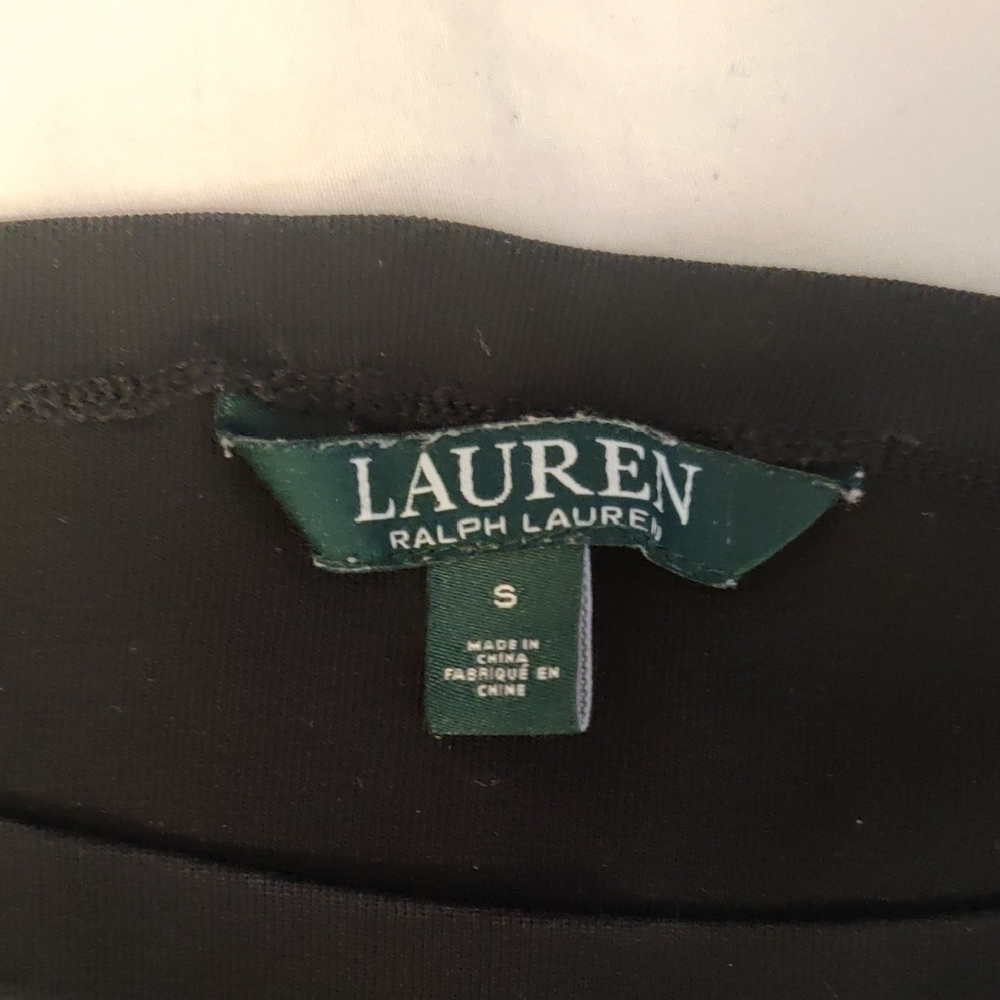 LAUREN
RALPH LAUREN
S
MADE IN
CHINA
FABRIQUÉ EN
CHINE